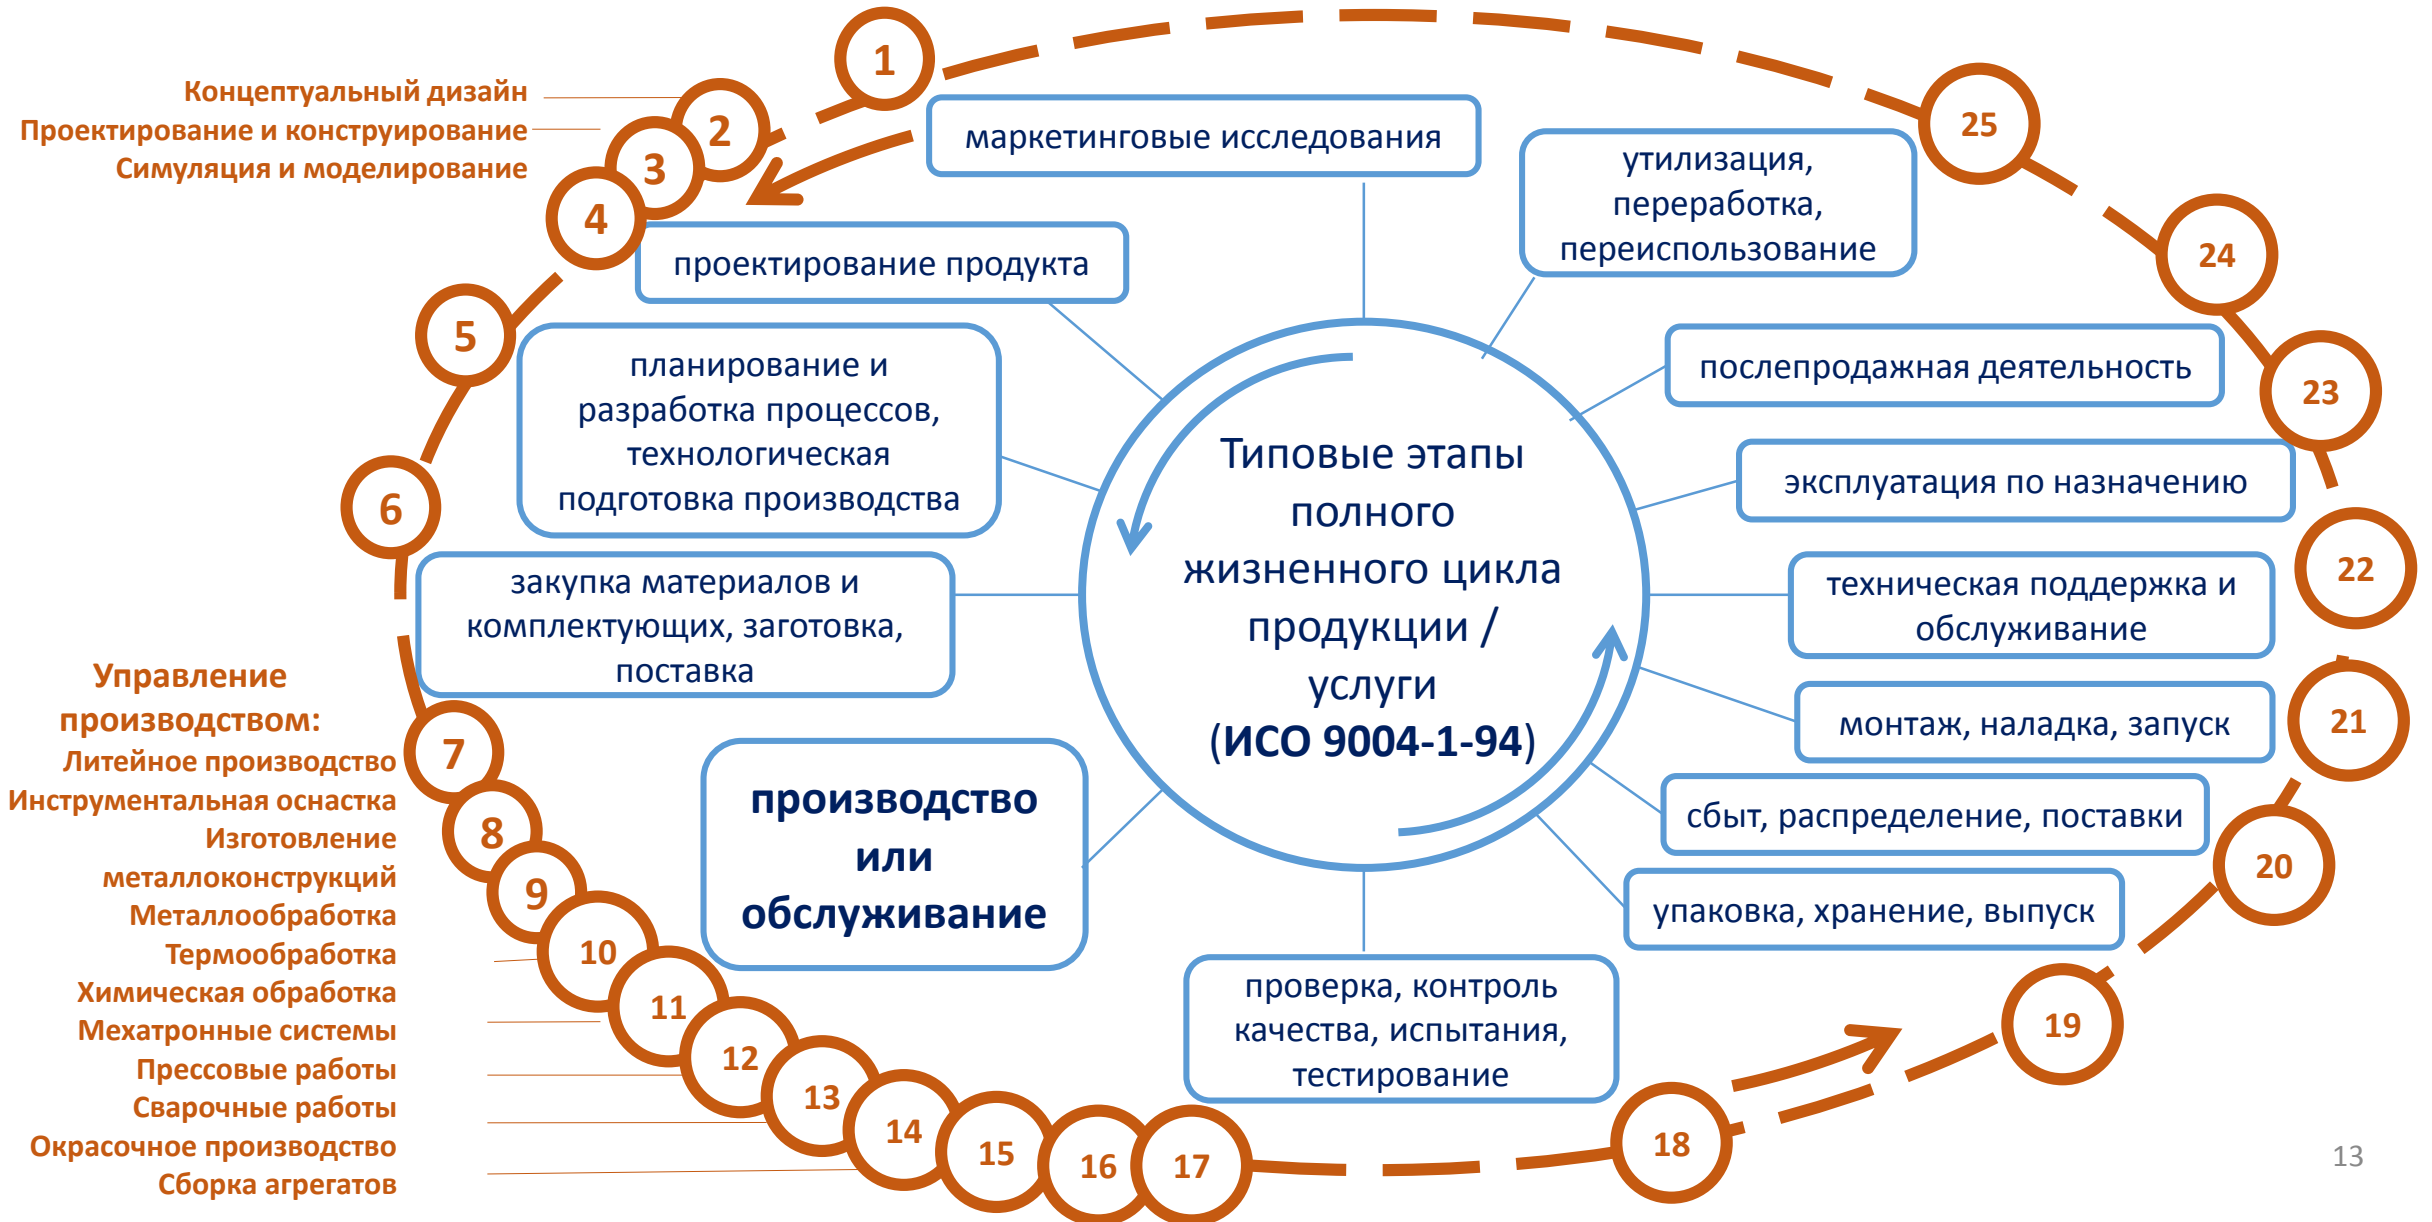 Концептуальный дизайн
Проектирование и конструирование
Симуляция и моделирование
1
2
3
4
5
6
маркетинговые исследования
проектирование продукта
планирование и
разработка процессов,
технологическая
подготовка производства
закупка материалов и
комплектующих, заготовка,
поставка
производство
или
обслуживание
Типовые этапы
полного
жизненного цикла
продукции /
услуги
(ИСО 9004-1-94)
утилизация,
переработка,
переиспользование
послепродажная деятельность
эксплуатация по назначению
техническая поддержка и
обслуживание
монтаж, наладка, запуск
сбыт, распределение, поставки
упаковка, хранение, выпуск
проверка, контроль
качества, испытания,
тестирование
Управление
производством:
Литейное производство
Инструментальная оснастка
Изготовление
металлоконструкций
Металлообработка
Термообработка
Химическая обработка
Мехатронные системы
Прессовые работы
Сварочные работы
Окрасочное производство
Сборка агрегатов
7
8
9
10
11
12
13
14
15
16
17
18
19
20
21
22
23
24
25
13